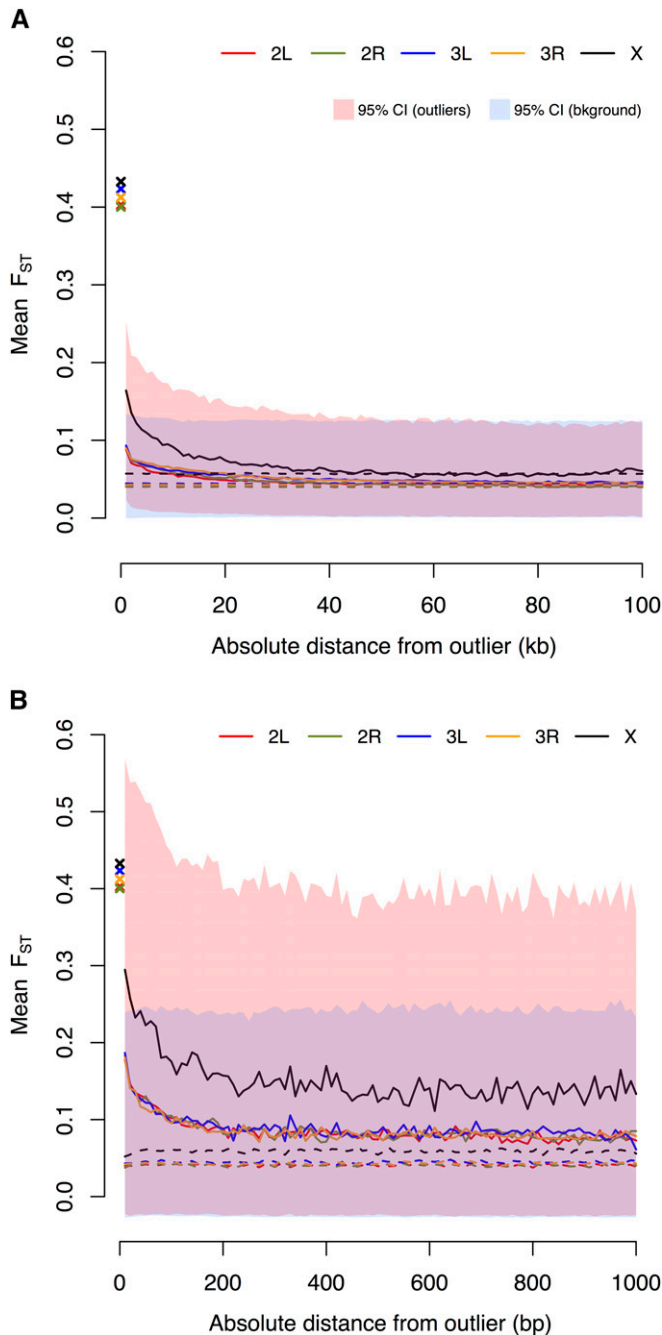 A
2L 2R 3L 3R X
95% CI (outliers) 95% CI (bkground)
0.6
0.5
0.4
0.3
0.2
0.1
0.0
Mean FST
0 20 40 60 80 100
Absolute distance from outlier (kb)
B
2L 2R 3L 3R X
0.6
0.5
0.4
0.3
0.2
0.1
0.0
Mean FST
0 200 400 600 800 1000
Absolute distance from outlier (bp)